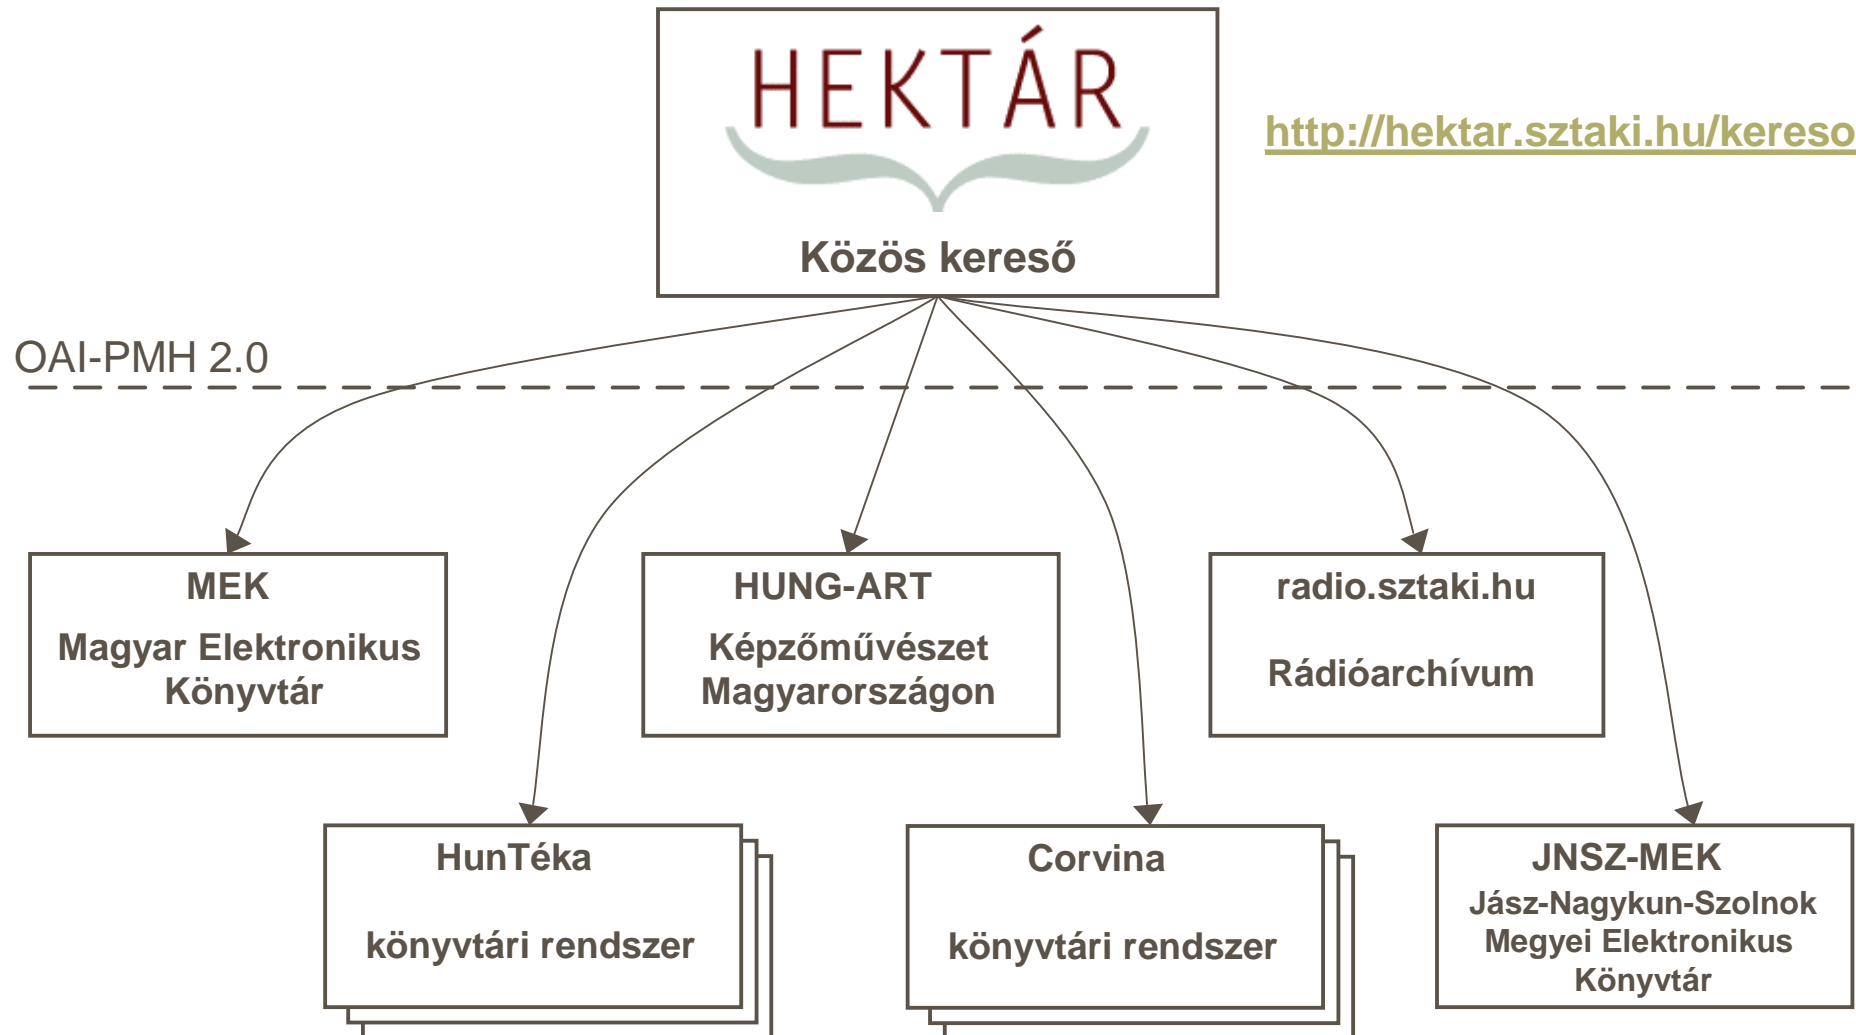 HEKTÁR
http://hektar.sztaki.hu/kereso
Közös kereső
OAI-PMH 2.0
MEK
Magyar Elektronikus
Könyvtár
HUNG-ART
Képzőművészet
Magyarországon
radio.sztaki.hu
Rádióarchívum
HunTéka
könyvtári rendszer
Corvina
könyvtári rendszer
JNSZ-MEK
Jász-Nagykun-Szolnok
Megyei Elektronikus
Könyvtár